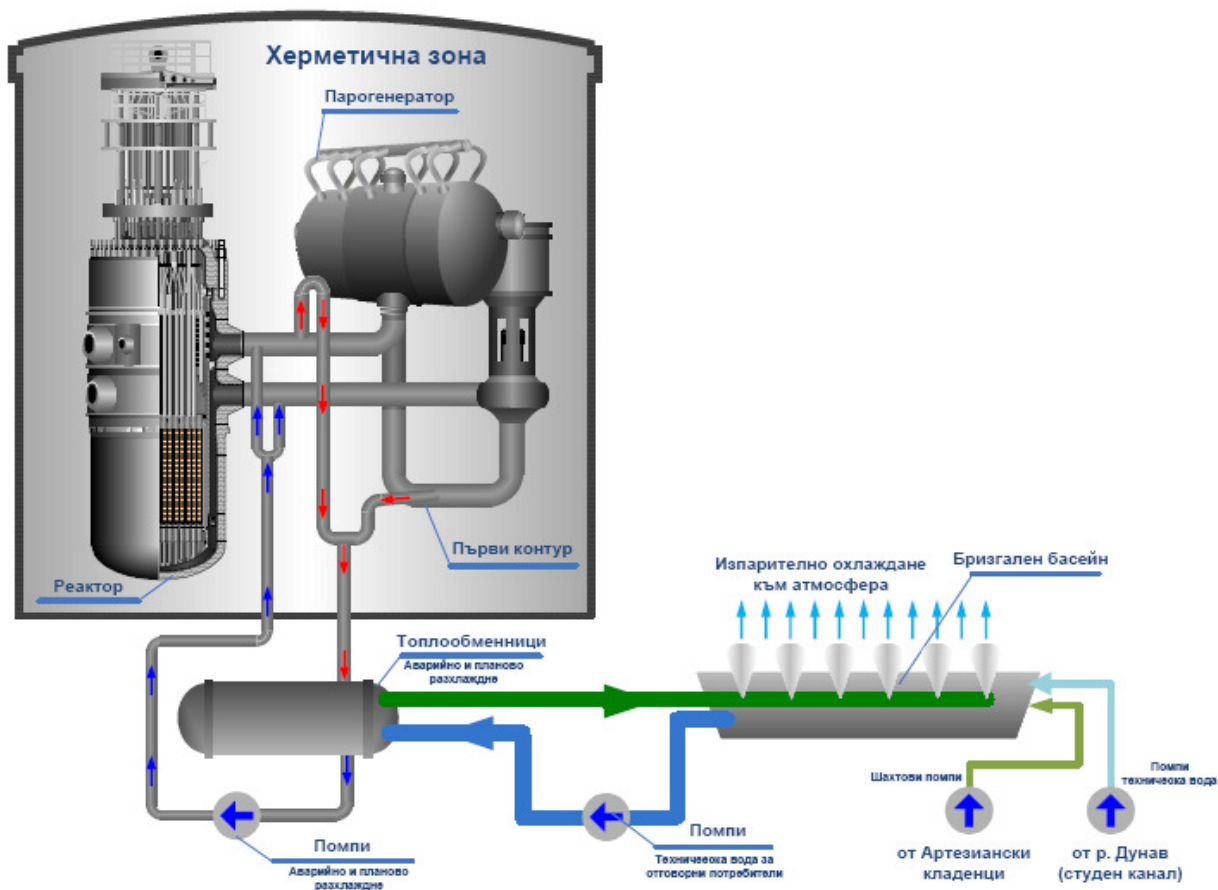 Херметична зона
Парогенератор
Първи контур
Реактор
Изпарително охлаждане
към атмосфера
Бризгален басейн
Топлообменници
Аварийно и планово
разхлаждне
Шахтови помпи
Помпи
техническа вода
Помпи
Аварийно и планово
разхлаждне
Помпи
Техническа вода за
отговорни потребители
от Артезиански
кладенци
от р. Дунав
(студен канал)